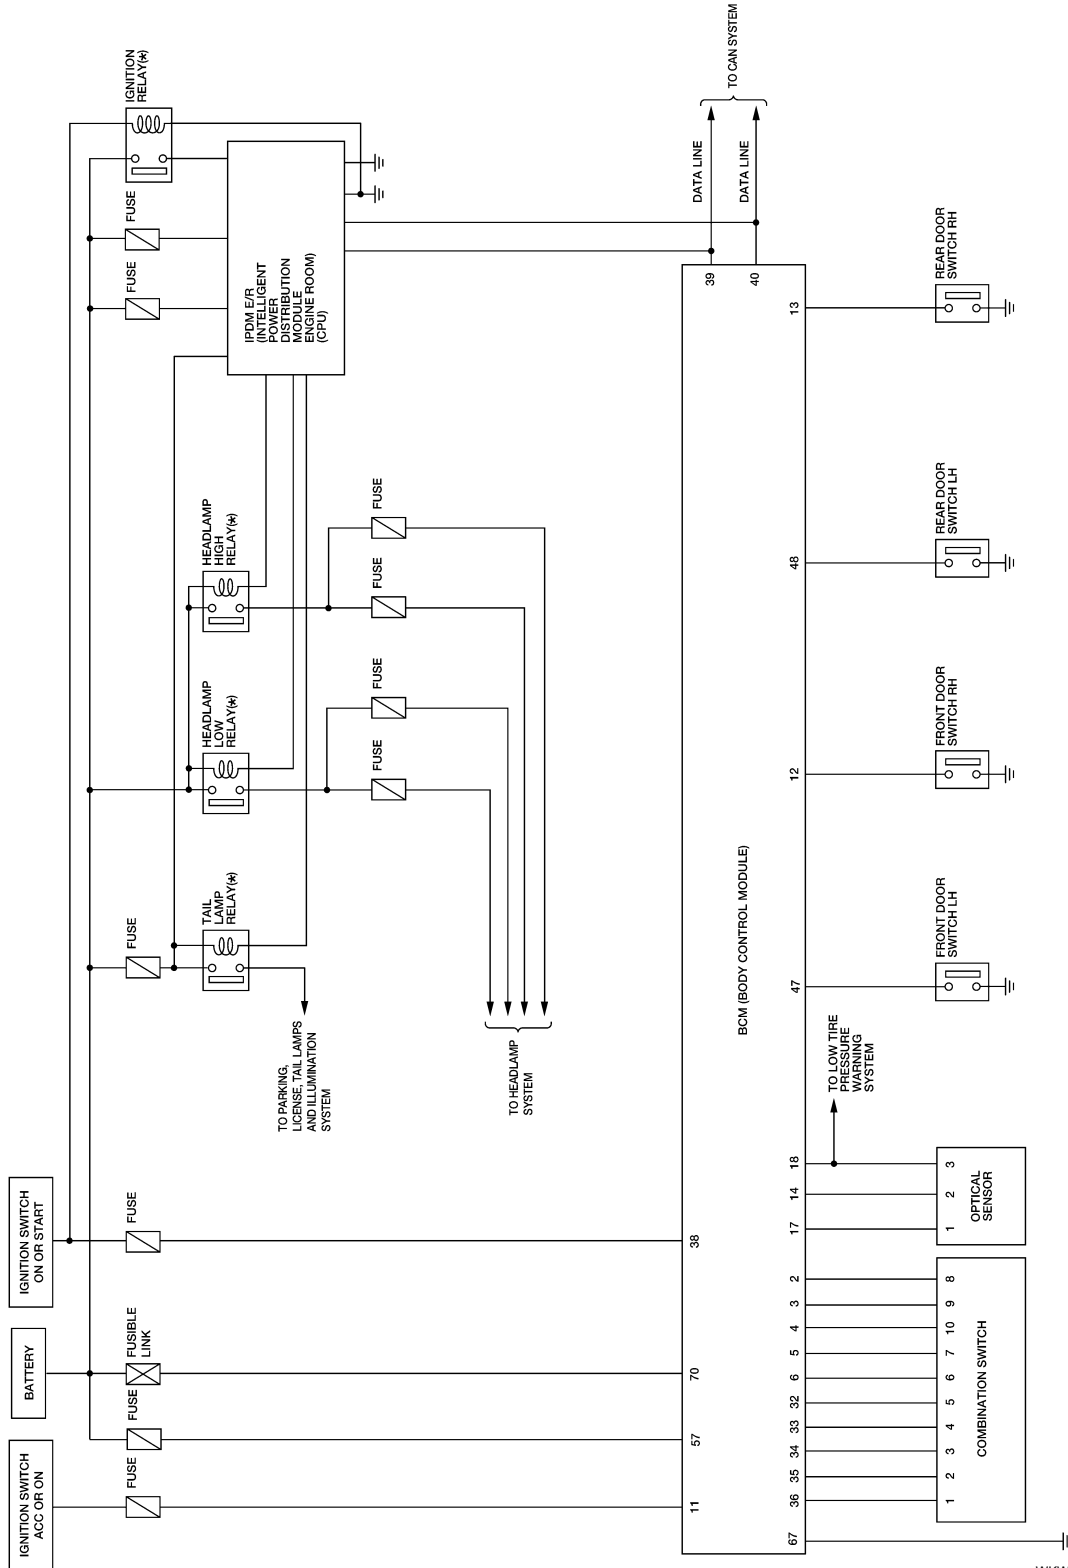 IGNITION SWITCH
ACC OR ON
BATTERY
IGNITION SWITCH
ON OR START
FUSE
FUSE
FUSIBLE
LINK
FUSE
FUSE
FUSE
FUSE
IGNITION
RELAY(*)
TAIL
LAMP
RELAY(*)
HEADLAMP
LOW
RELAY(*)
HEADLAMP
HIGH
RELAY(*)
IPDM E/R
(INTELLIGENT
POWER
DISTRIBUTION
MODULE
ENGINE ROOM)
(CPU)
TO PARKING,
LICENSE, TAIL LAMPS
AND ILLUMINATION
SYSTEM
FUSE
FUSE
FUSE
FUSE
TO HEADLAMP
SYSTEM
DATA LINE
DATA LINE
TO CAN SYSTEM
11
57
70
38
39
40
BCM (BODY CONTROL MODULE)
67
36
35
34
33
32
6
5
4
3
2
17
14
18
47
12
48
13
TO LOW TIRE
PRESSURE
WARNING
SYSTEM
1
2
3
4
5
6
7
10
9
8
COMBINATION SWITCH
1
2
3
OPTICAL
SENSOR
FRONT DOOR
SWITCH LH
FRONT DOOR
SWITCH RH
REAR DOOR
SWITCH LH
REAR DOOR
SWITCH RH